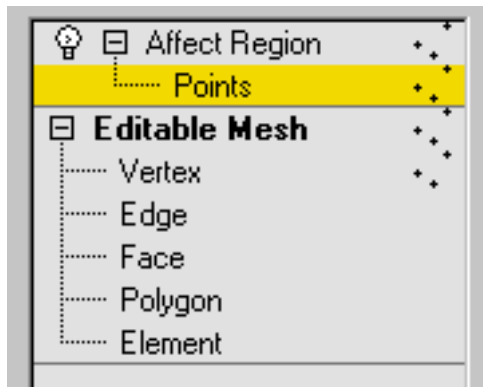 Affect Region
Points
Editable Mesh
Vertex
Edge
Face
Polygon
Element